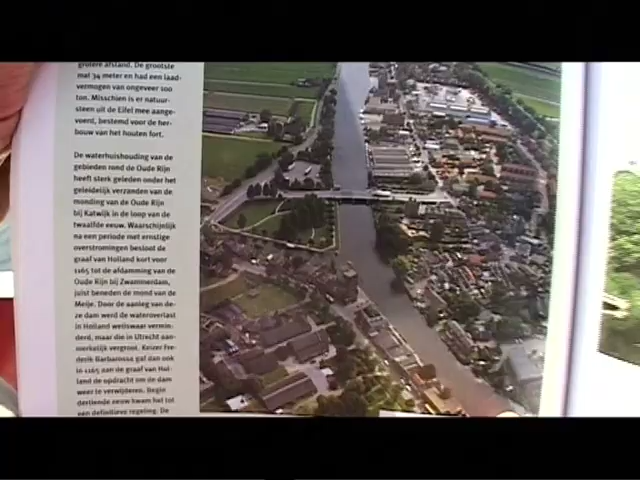 grotere afstand. De grootste
mat 34 meter en had een laad-
vermogen van ongeveer 100
ton. Misschien is er natuur-
steen uit de Eifel mee aange-
voerd, bestemd voor de her-
bouw van het houten fort.
De waterhuishouding van de
gebieden rond de Oude Rijn
heeft sterk geleden onder het
geleidelijk verzanden van de
monding van de Oude Rijn
bij Katwijk in de loop van de
twaalfde eeuw. Waarschijnlijk
na een periode met ernstige
overstromingen besloot de
graaf van Holland kort voor
1165 tot de afdamming van de
Oude Rijn bij Zwammerdam,
juist beneden de mond van de
Meije. Door de aanleg van de-
ze dam werd de wateroverlast
in Holland weliswaar vermin-
derd, maar die in Utrecht aan-
merkelijk vergroot. Keizer Fre-
derik Barbarossa gaf dan ook
in 1165 aan de graaf van Hol-
land de opdracht om de dam
weer te verwijderen. Begin
dertiende eeuw kwam het tot
een definitieve regeling. De